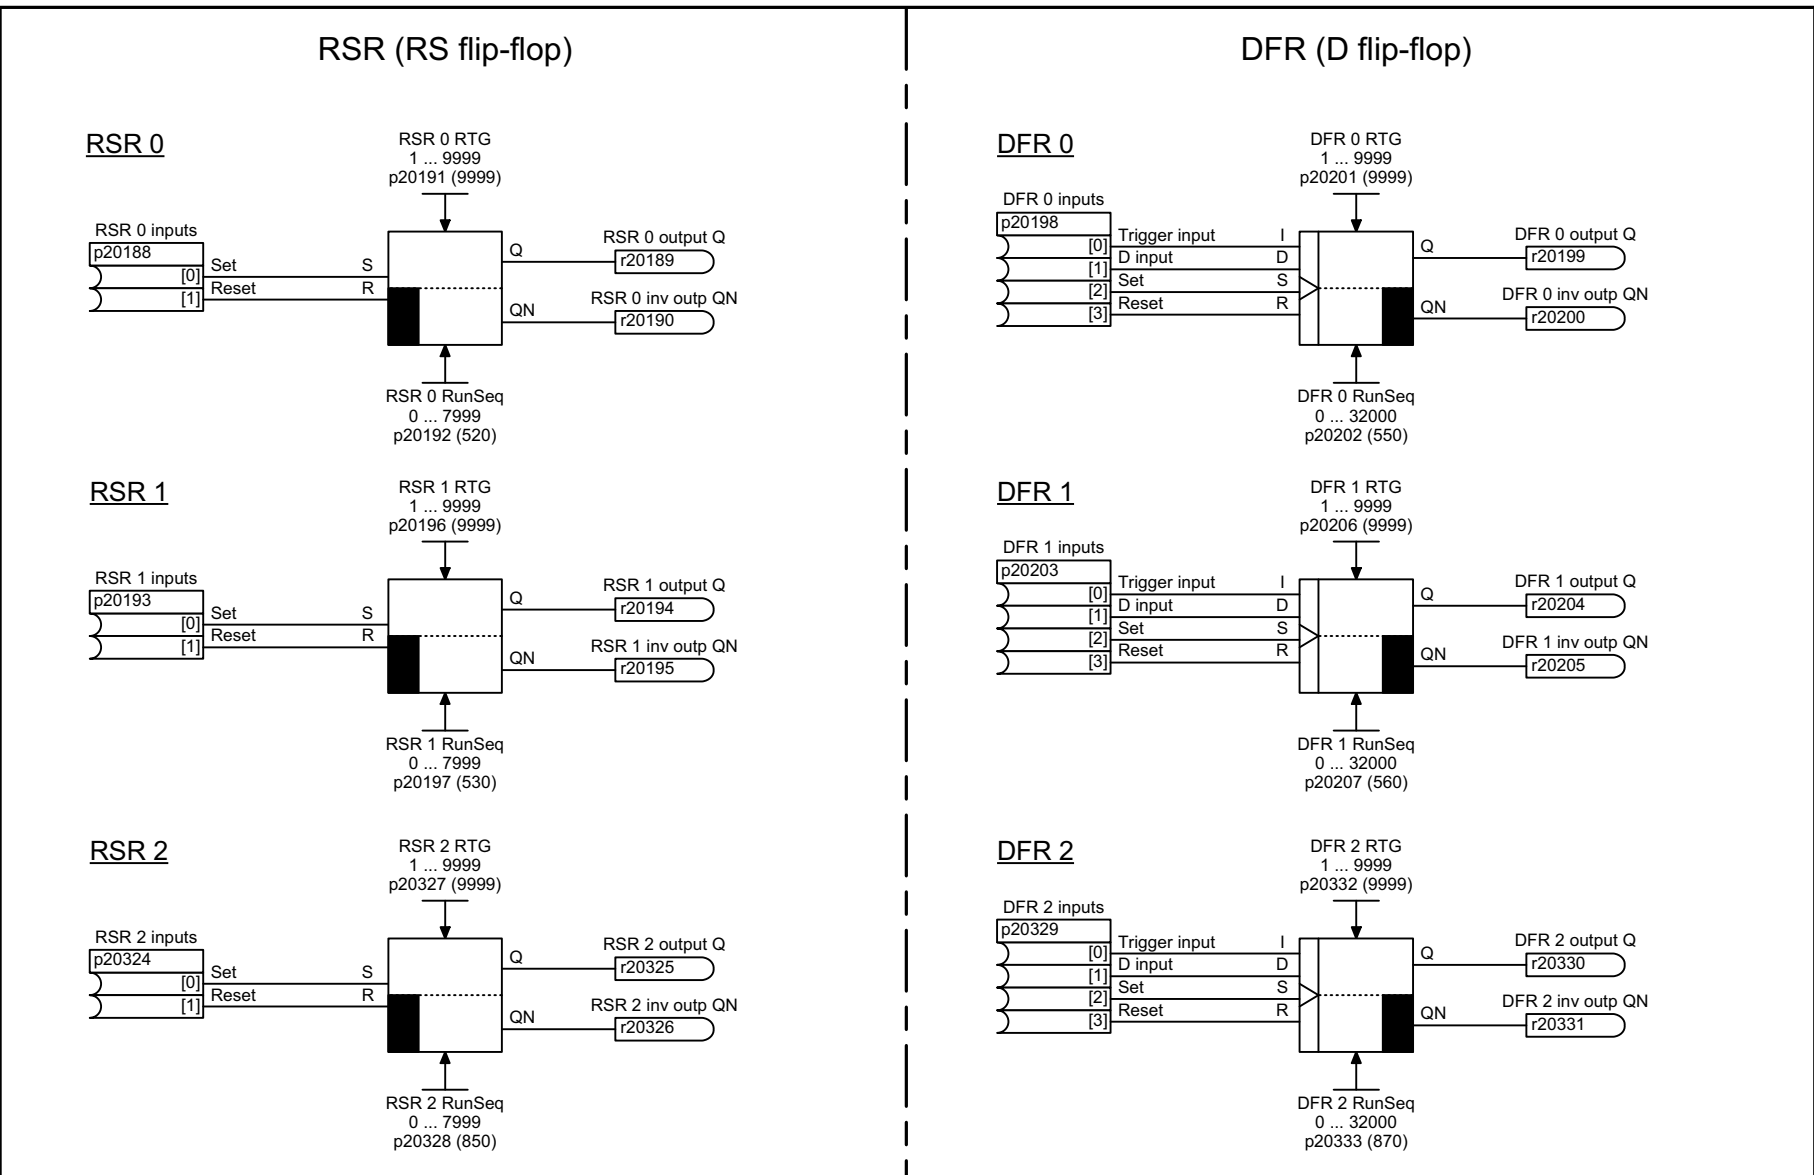 RSR (RS flip-flop)
RSR 0
RSR 0 RTG
1 ... 9999
p20191 (9999)
RSR 0 inputs
p20188
[0] Set S
[1] Reset R
Q
RSR 0 output Q
r20189
QN
RSR 0 inv outp QN
r20190
RSR 0 RunSeq
0 ... 7999
p20192 (520)
RSR 1
RSR 1 RTG
1 ... 9999
p20196 (9999)
RSR 1 inputs
p20193
[0] Set S
[1] Reset R
Q
RSR 1 output Q
r20194
QN
RSR 1 inv outp QN
r20195
RSR 1 RunSeq
0 ... 7999
p20197 (530)
RSR 2
RSR 2 RTG
1 ... 9999
p20327 (9999)
RSR 2 inputs
p20324
[0] Set S
[1] Reset R
Q
RSR 2 output Q
r20325
QN
RSR 2 inv outp QN
r20326
RSR 2 RunSeq
0 ... 7999
p20328 (850)
DFR (D flip-flop)
DFR 0
DFR 0 RTG
1 ... 9999
p20201 (9999)
DFR 0 inputs
p20198
[0] Trigger input I
[1] D input D
[2] Set S
[3] Reset R
Q
DFR 0 output Q
r20199
QN
DFR 0 inv outp QN
r20200
DFR 0 RunSeq
0 ... 32000
p20202 (550)
DFR 1
DFR 1 RTG
1 ... 9999
p20206 (9999)
DFR 1 inputs
p20203
[0] Trigger input I
[1] D input D
[2] Set S
[3] Reset R
Q
DFR 1 output Q
r20204
QN
DFR 1 inv outp QN
r20205
DFR 1 RunSeq
0 ... 32000
p20207 (560)
DFR 2
DFR 2 RTG
1 ... 9999
p20332 (9999)
DFR 2 inputs
p20329
[0] Trigger input I
[1] D input D
[2] Set S
[3] Reset R
Q
DFR 2 output Q
r20330
QN
DFR 2 inv outp QN
r20331
DFR 2 RunSeq
0 ... 32000
p20333 (870)